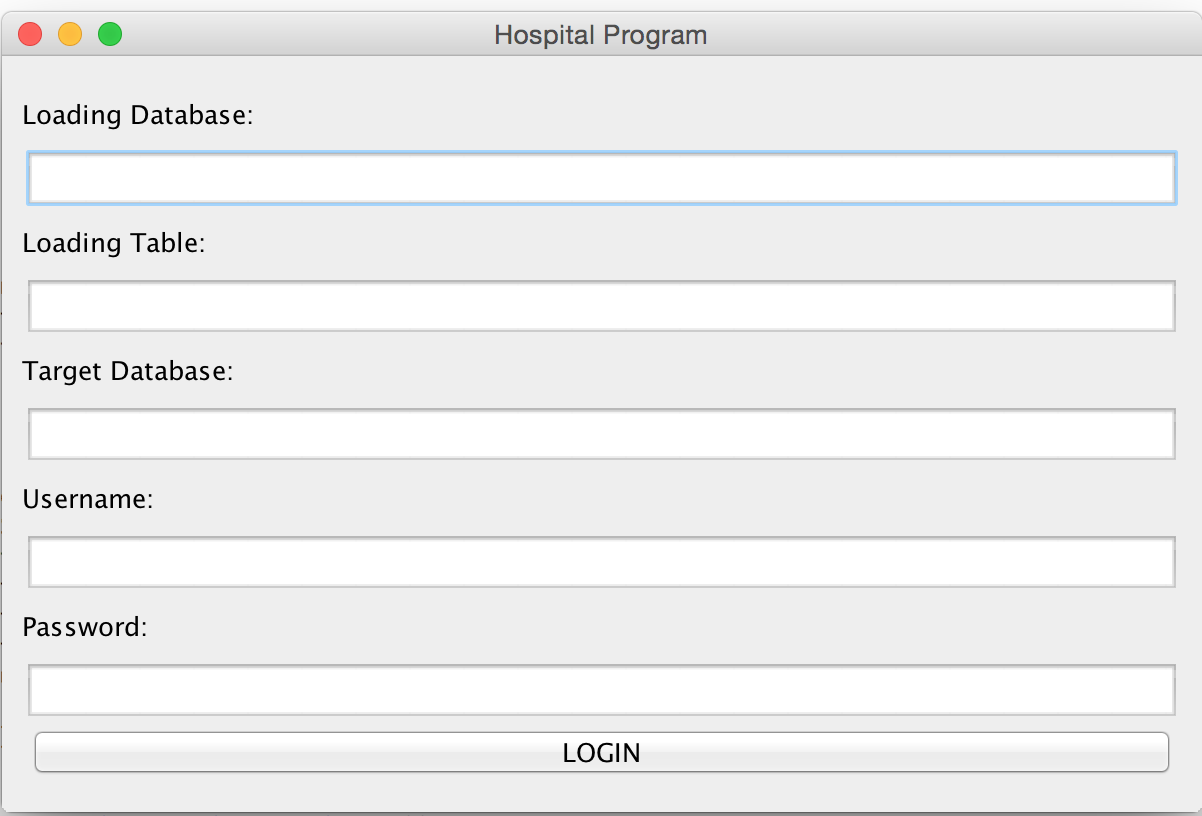 Hospital Program
Loading Database:
Loading Table:
Target Database:
Username:
Password:
LOGIN